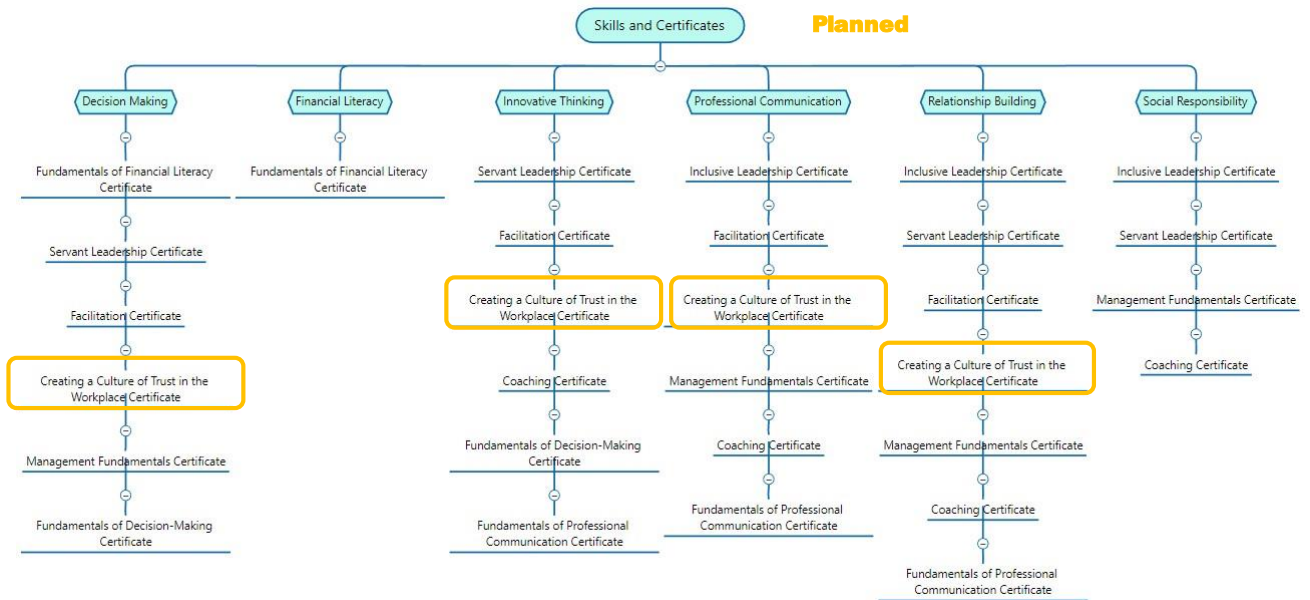 Skills and Certificates
Planned
Decision Making
Fundamentals of Financial Literacy
Certificate
Servant Leadership Certificate
Facilitation Certificate
Creating a Culture of Trust in the
Workplace Certificate
Management Fundamentals Certificate
Fundamentals of Decision-Making
Certificate
Financial Literacy
Fundamentals of Financial Literacy
Certificate
Innovative Thinking
Servant Leadership Certificate
Facilitation Certificate
Creating a Culture of Trust in the
Workplace Certificate
Coaching Certificate
Fundamentals of Decision-Making
Certificate
Fundamentals of Professional
Communication Certificate
Professional Communication
Inclusive Leadership Certificate
Facilitation Certificate
Creating a Culture of Trust in the
Workplace Certificate
Management Fundamentals Certificate
Coaching Certificate
Fundamentals of Professional
Communication Certificate
Relationship Building
Inclusive Leadership Certificate
Servant Leadership Certificate
Facilitation Certificate
Creating a Culture of Trust in the
Workplace Certificate
Management Fundamentals Certificate
Coaching Certificate
Fundamentals of Professional
Communication Certificate
Social Responsibility
Inclusive Leadership Certificate
Servant Leadership Certificate
Management Fundamentals Certificate
Coaching Certificate